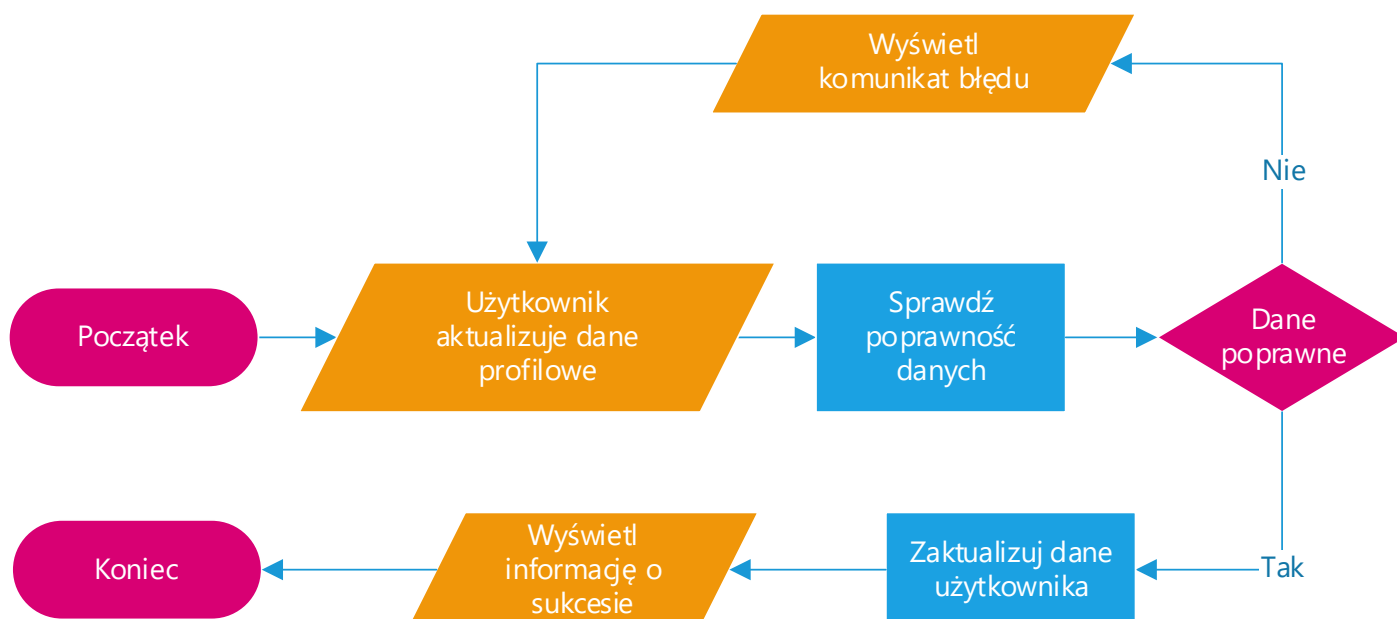 Wyświetl
komunikat błędu
Nie
Początek
Użytkownik
aktualizuje dane
profilowe
Sprawdź
poprawność
danych
Dane
poprawne
Koniec
Wyświetl
informację o
sukcesie
Zaktualizuj dane
użytkownika
Tak